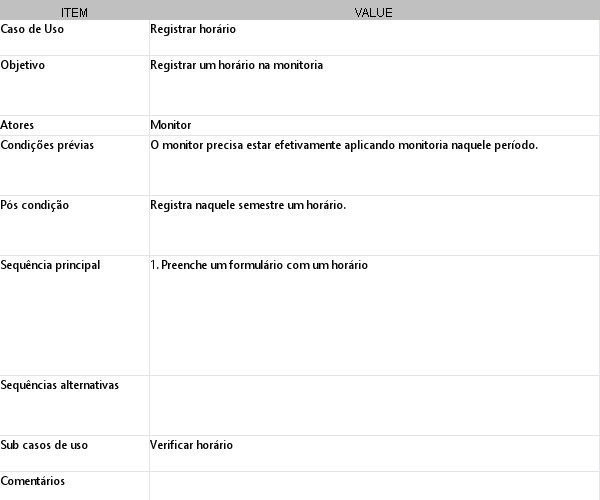 ITEM VALUE
Caso de Uso Registrar horário
Objetivo Registrar um horário na monitoria
Atores Monitor
Condições prévias O monitor precisa estar efetivamente aplicando monitoria naquele período.
Pós condição Registra naquele semestre um horário.
Sequência principal 1. Preenche um formulário com um horário
Sequências alternativas
Sub casos de uso Verificar horário
Comentários